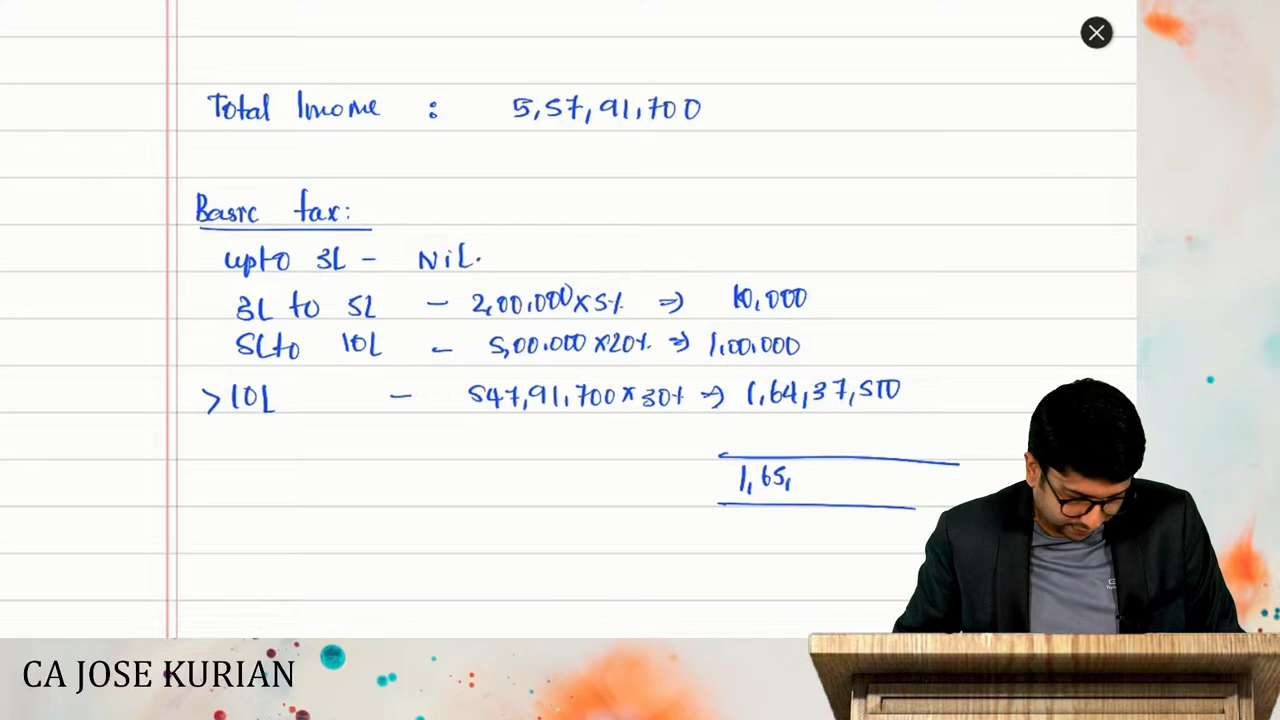 Total Income : 5,57,91,700
Basic tax:
upto 3L - NiL.
3L to 5L - 2,00,000 x 5% ⇒ 10,000
5L to 10L - 5,00,000 x 20% ⇒ 1,00,000
> 10L - 547,91,700 x 30% ⇒ 1,64,37,510
1,65,
CA JOSE KURIAN